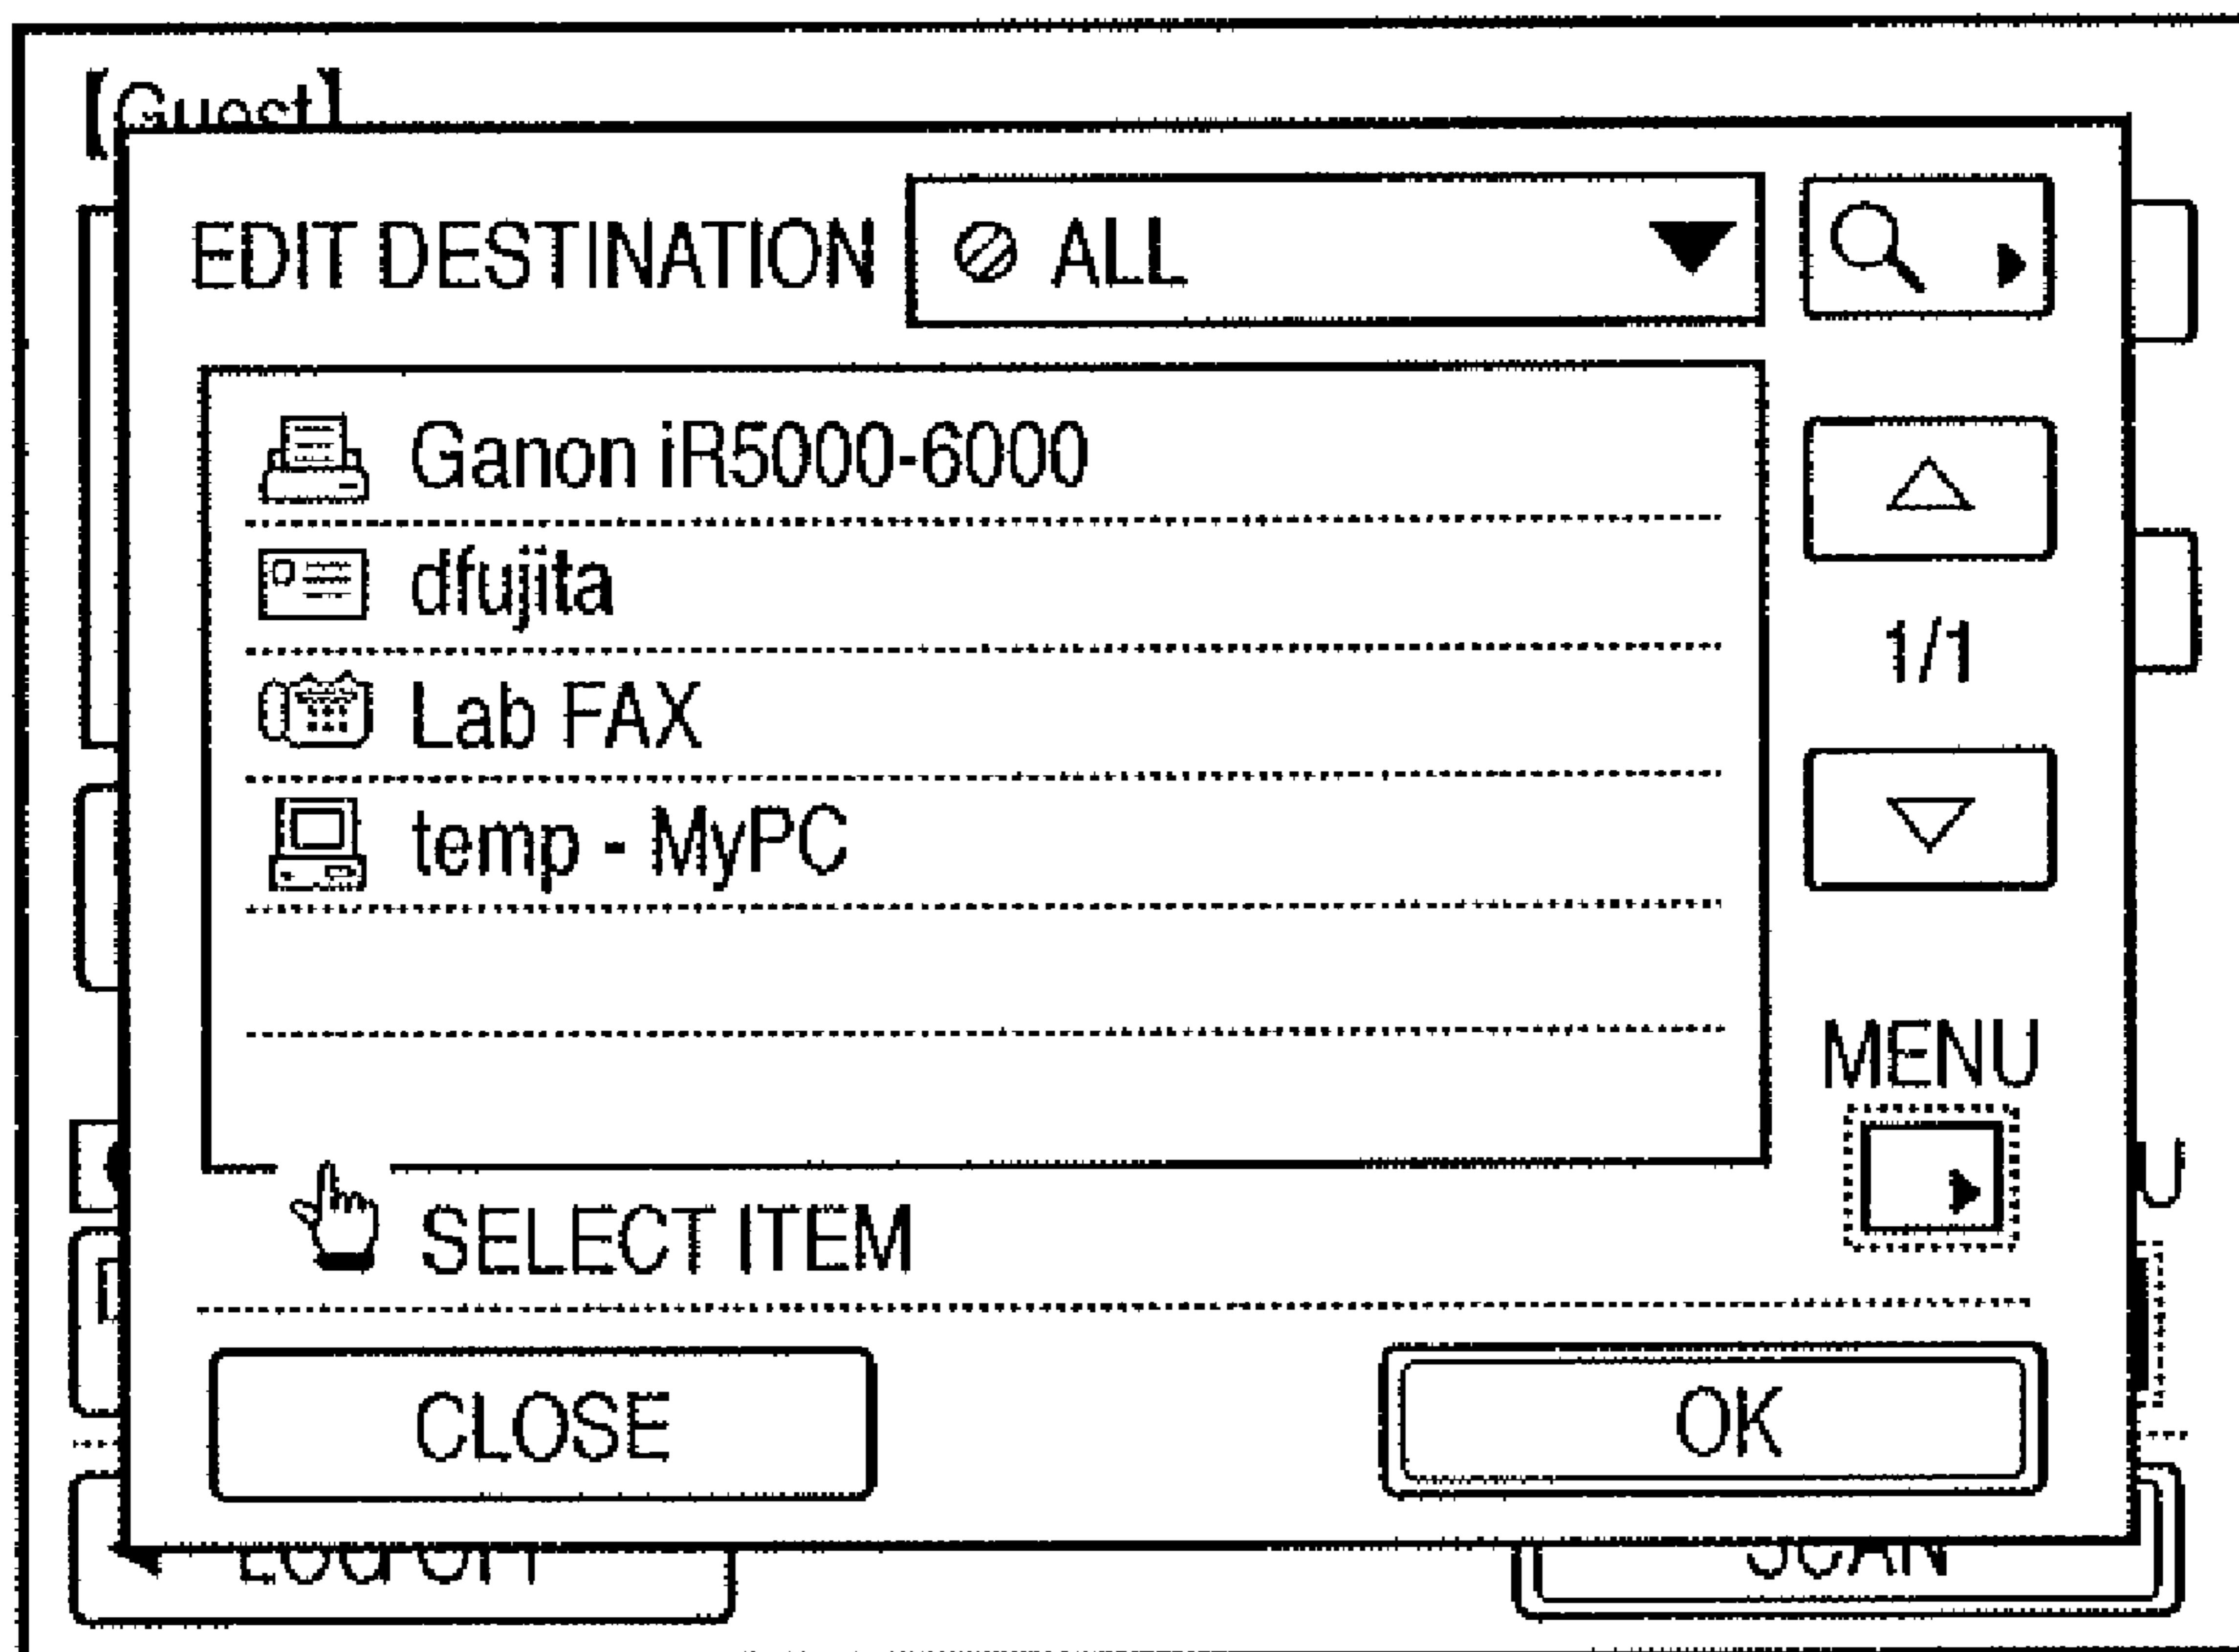 [Guest]
EDIT DESTINATION ALL
Ganon iR5000-6000
dfujita
1/1
Lab FAX
temp - MyPC
MENU
SELECT ITEM
CLOSE
OK
SCAN